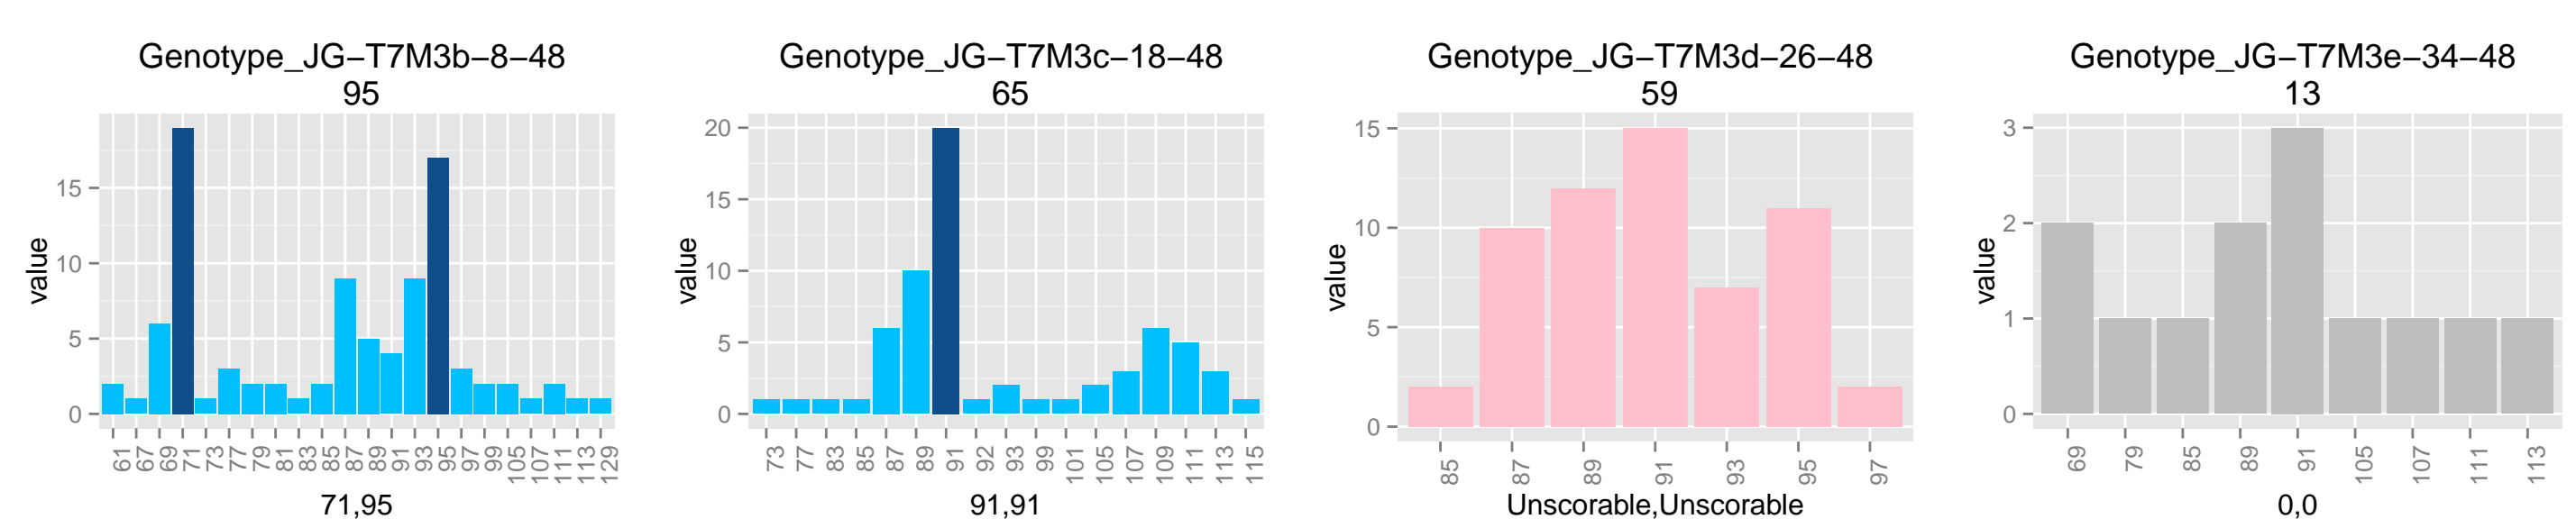 Genotype_JG−T7M3b−8−48
95
value
15
10
5
0
61 67 69 71 73 77 79 81 83 85 87 89 91 93 95 97 99 105 107 111 113 129
71,95
Genotype_JG−T7M3c−18−48
65
value
20
15
10
5
0
73 77 83 85 87 89 91 92 93 99 101 105 107 109 111 113 115
91,91
Genotype_JG−T7M3d−26−48
59
value
15
10
5
0
85 87 89 91 93 95 97
Unscorable,Unscorable
Genotype_JG−T7M3e−34−48
13
value
3
2
1
0
69 79 85 89 91 105 107 111 113
0,0